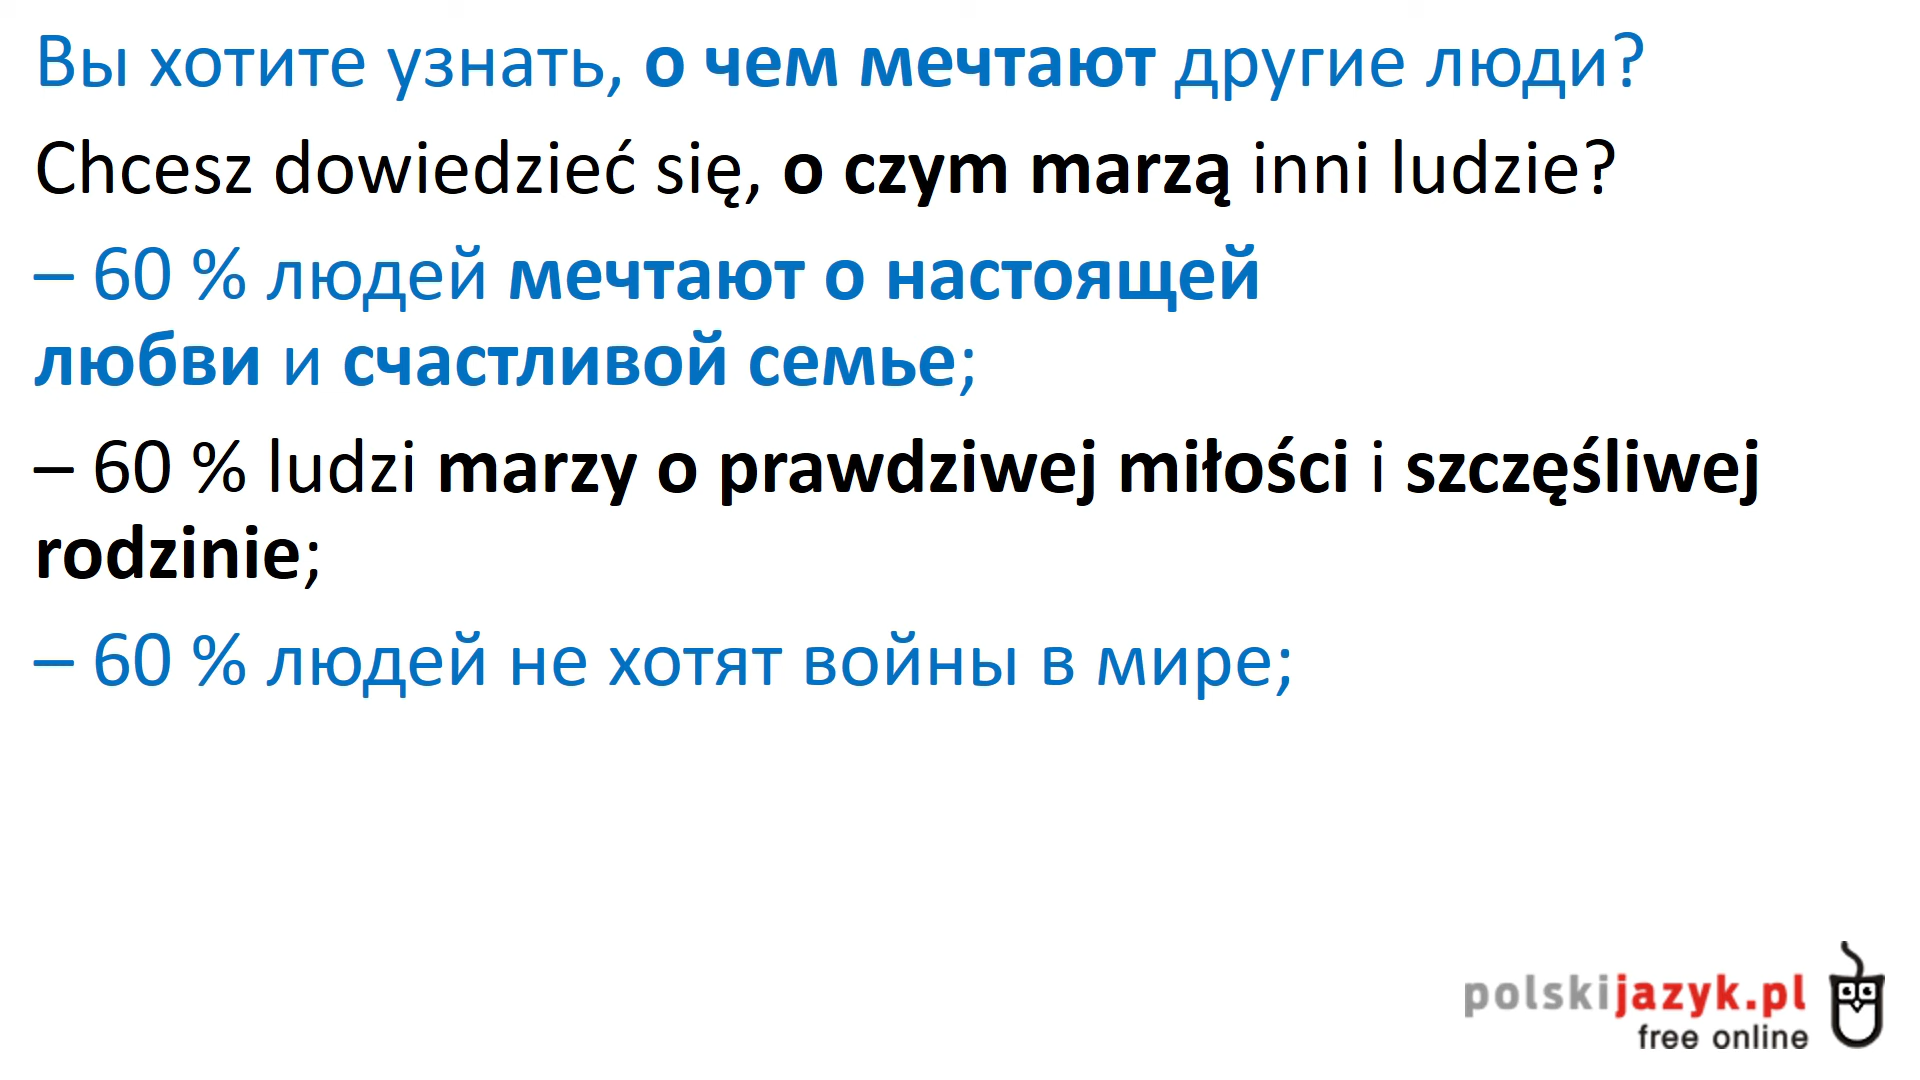 Вы хотите узнать, о чем мечтают другие люди?
Chcesz dowiedzieć się, o czym marzą inni ludzie?
– 60 % людей мечтают о настоящей
любви и счастливой семье;
– 60 % ludzi marzy o prawdziwej miłości i szczęśliwej
rodzinie;
– 60 % людей не хотят войны в мире;
polskijazyk.pl
free online